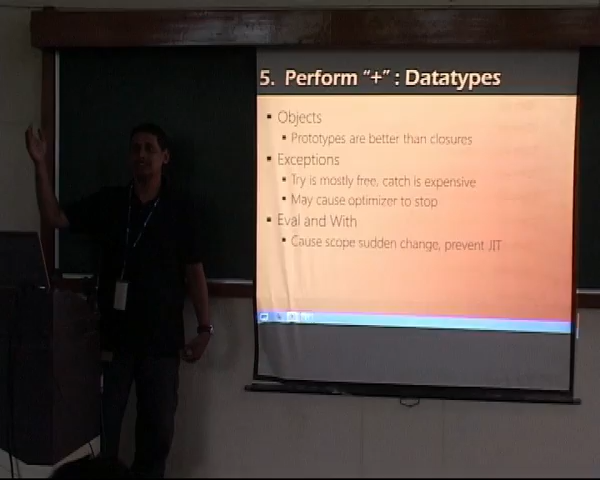 5. Perform "+" : Datatypes
Objects
Prototypes are better than closures
Exceptions
Try is mostly free, catch is expensive
May cause optimizer to stop
Eval and With
Cause scope sudden change, prevent JIT